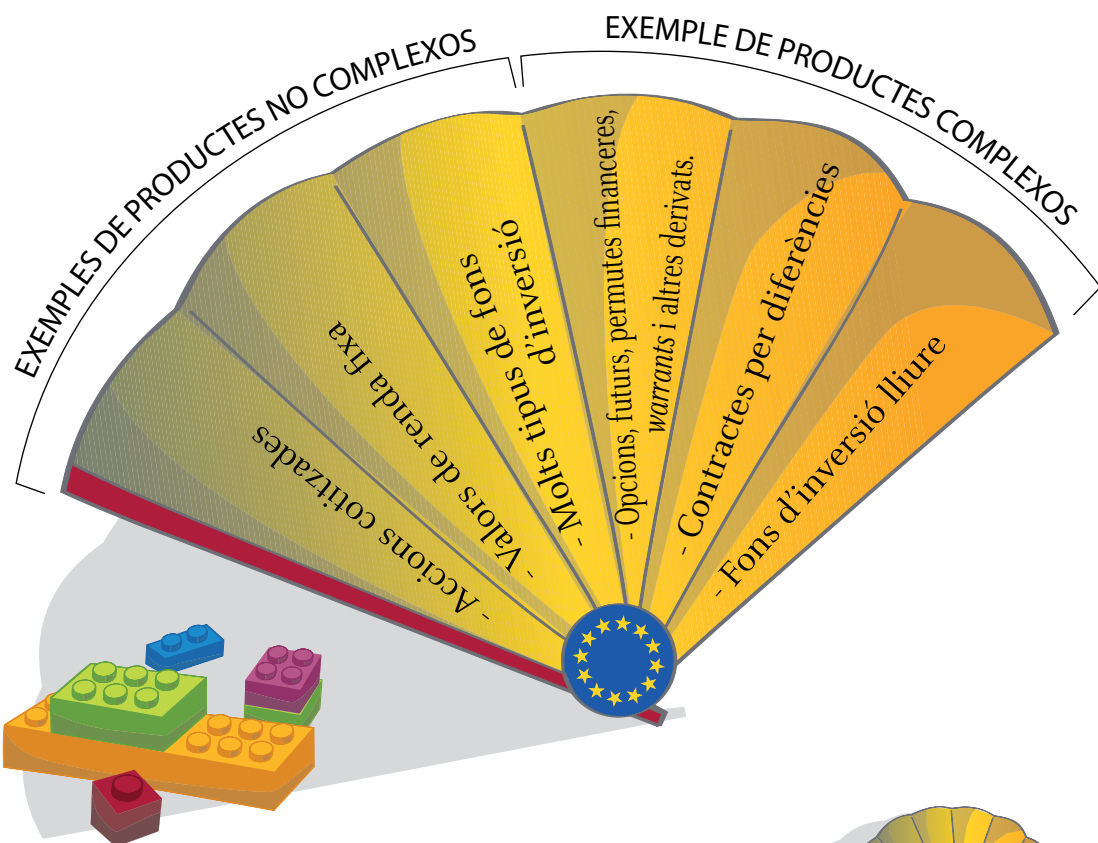 EXEMPLES DE PRODUCTES NO COMPLEXOS
- Accions cotitzades
- Valors de renda fixa
- Molts tipus de fons
d'inversió
EXEMPLE DE PRODUCTES COMPLEXOS
- Opcions, futurs, permutes financeres,
warrants i altres derivats.
- Contractes per diferències
- Fons d'inversió lliure